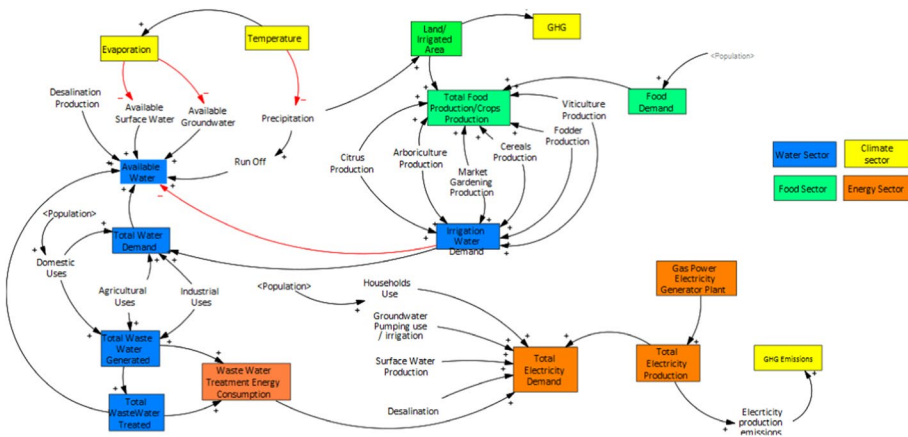 Evaporation
Temperature
Land/
Irrigated
Area
GHG
<Population>
Desalination
Production
Available
Surface Water
Available
Groundwater
Precipitation
Total Food
Production/Crops
Production
Viticulture
Production
Food
Demand
Fodder
Production
Cereals
Production
Arboriculture
Production
Citrus
Production
Market
Gardening
Production
Run Off
Available
Water
Water Sector
Climate
sector
Food Sector
Energy Sector
<Population>
Total Water
Demand
Irrigation
Water
Demand
Domestic
Uses
Agricultural
Uses
Industrial
Uses
<Population>
Households
Use
Gas Power
Electricity
Generator Plant
Groundwater
Pumping use
/ irrigation
Total Waste
Water
Generated
Surface Water
Production
Total
Electricity
Demand
Total
Electricity
Production
GHG Emissions
Waste Water
Treatment Energy
Consumption
Total
WasteWater
Treated
Desalination
Electricity
production
emissions